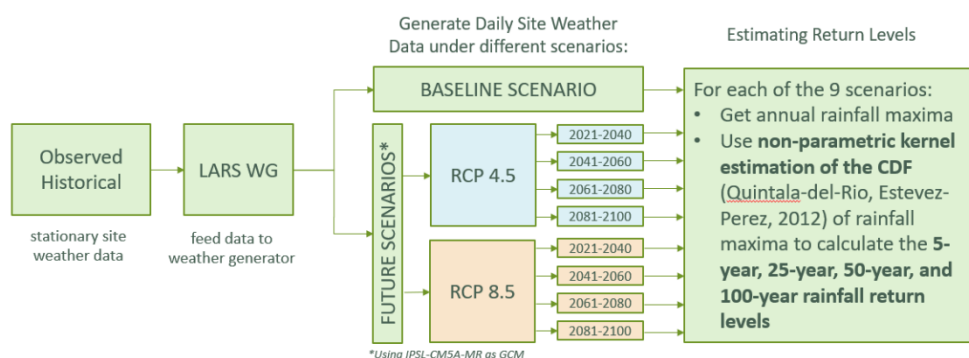 Generate Daily Site Weather
Data under different scenarios:
Estimating Return Levels
Observed
Historical
stationary site
weather data
LARS WG
feed data to
weather generator
BASELINE SCENARIO
FUTURE SCENARIOS*
RCP 4.5
2021-2040
2041-2060
2061-2080
2081-2100
RCP 8.5
2021-2040
2041-2060
2061-2080
2081-2100
*Using IPSL-CM5A-MR as GCM
For each of the 9 scenarios:
• Get annual rainfall maxima
• Use non-parametric kernel
estimation of the CDF
(Quintala-del-Rio, Estevez-
Perez, 2012) of rainfall
maxima to calculate the 5-
year, 25-year, 50-year, and
100-year rainfall return
levels